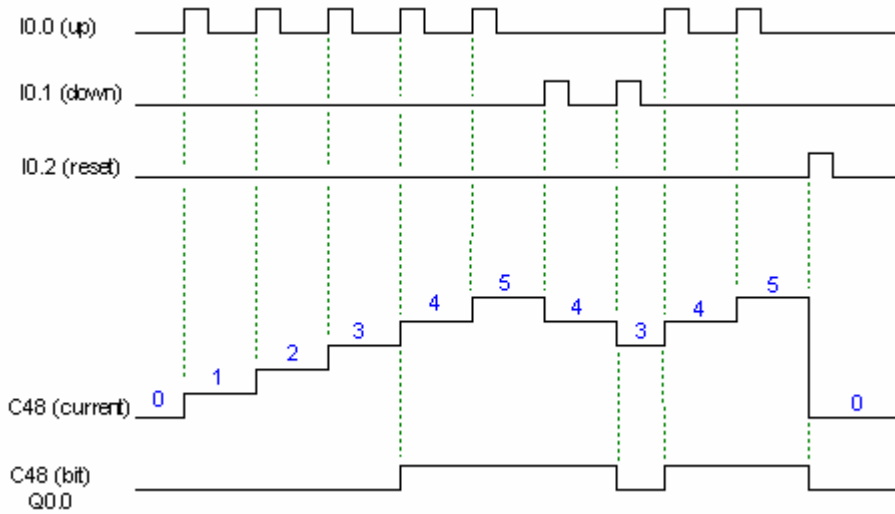 I0.0 (up)
I0.1 (down)
I0.2 (reset)
5
5
4
4
4
3
3
2
1
0
0
C48 (current)
C48 (bit)
Q0.0